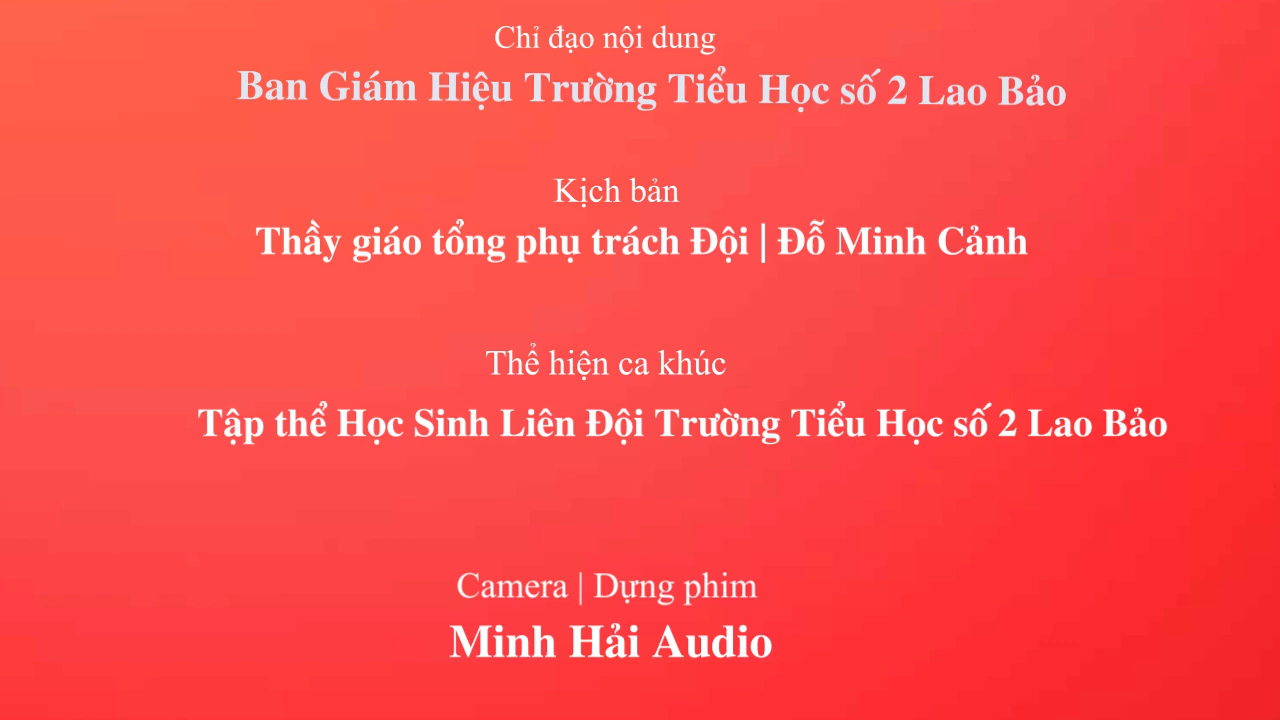 Chỉ đạo nội dung
Ban Giám Hiệu Trường Tiểu Học số 2 Lao Bảo
Kịch bản
Thầy giáo tổng phụ trách Đội | Đỗ Minh Cảnh
Thể hiện ca khúc
Tập thể Học Sinh Liên Đội Trường Tiểu Học số 2 Lao Bảo
Camera | Dựng phim
Minh Hải Audio